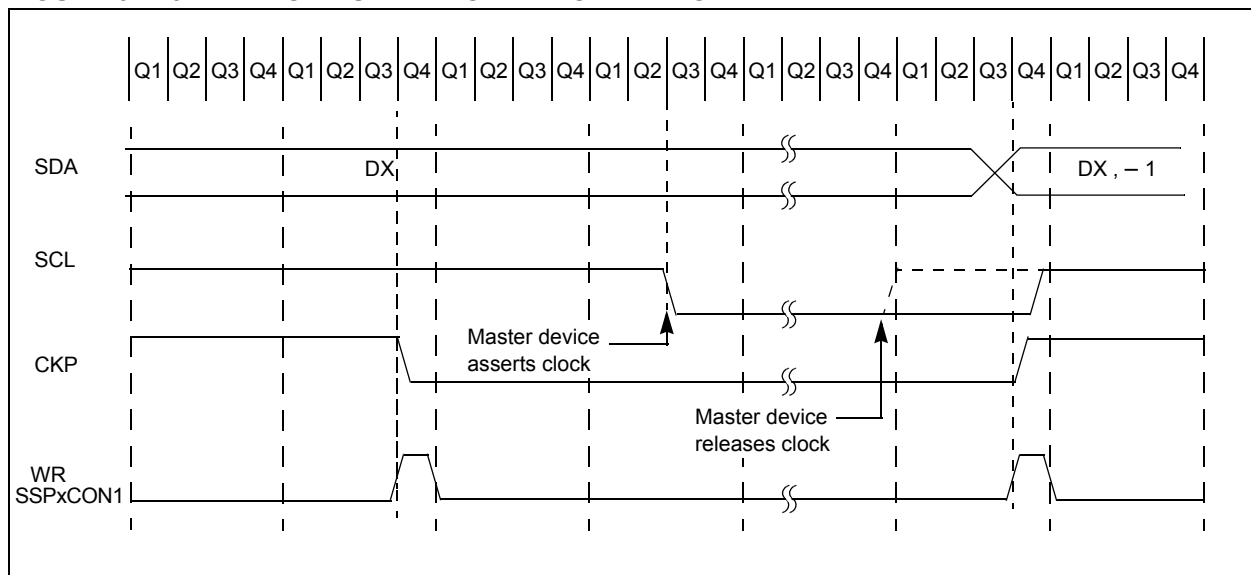 Q1 Q2 Q3 Q4 Q1 Q2 Q3 Q4 Q1 Q2 Q3 Q4 Q1 Q2 Q3 Q4 Q1 Q2 Q3 Q4 Q1 Q2 Q3 Q4 Q1 Q2 Q3 Q4
SDA
DX
DX , – 1
SCL
Master device
asserts clock
CKP
Master device
releases clock
WR
SSPxCON1